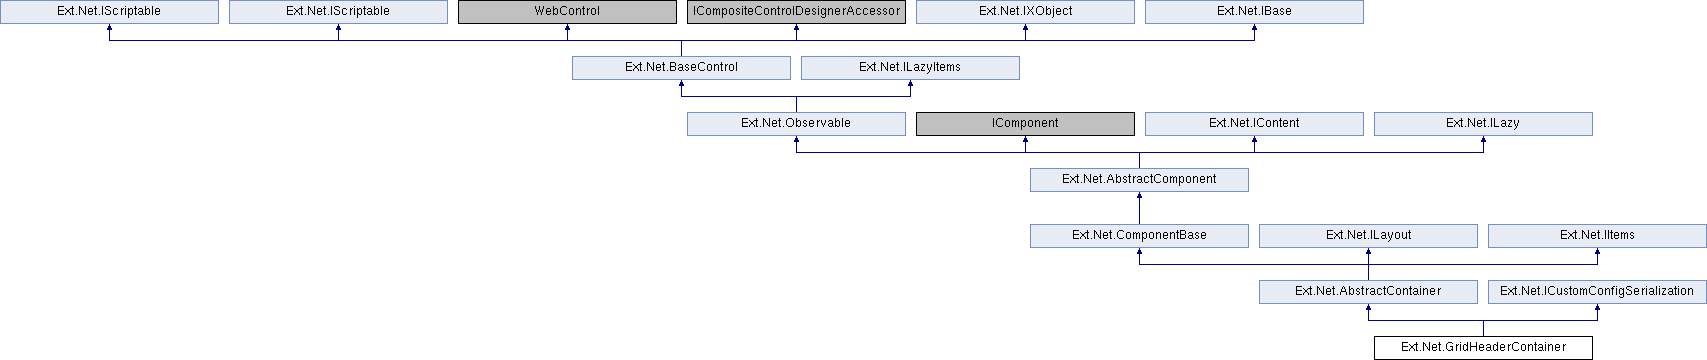 Ext.Net.IScriptable
Ext.Net.IScriptable
WebControl
ICompositeControlDesignerAccessor
Ext.Net.IXObject
Ext.Net.IBase
Ext.Net.BaseControl
Ext.Net.ILazyItems
Ext.Net.Observable
IComponent
Ext.Net.IContent
Ext.Net.ILazy
Ext.Net.AbstractComponent
Ext.Net.ComponentBase
Ext.Net.ILayout
Ext.Net.IItems
Ext.Net.AbstractContainer
Ext.Net.ICustomConfigSerialization
Ext.Net.GridHeaderContainer